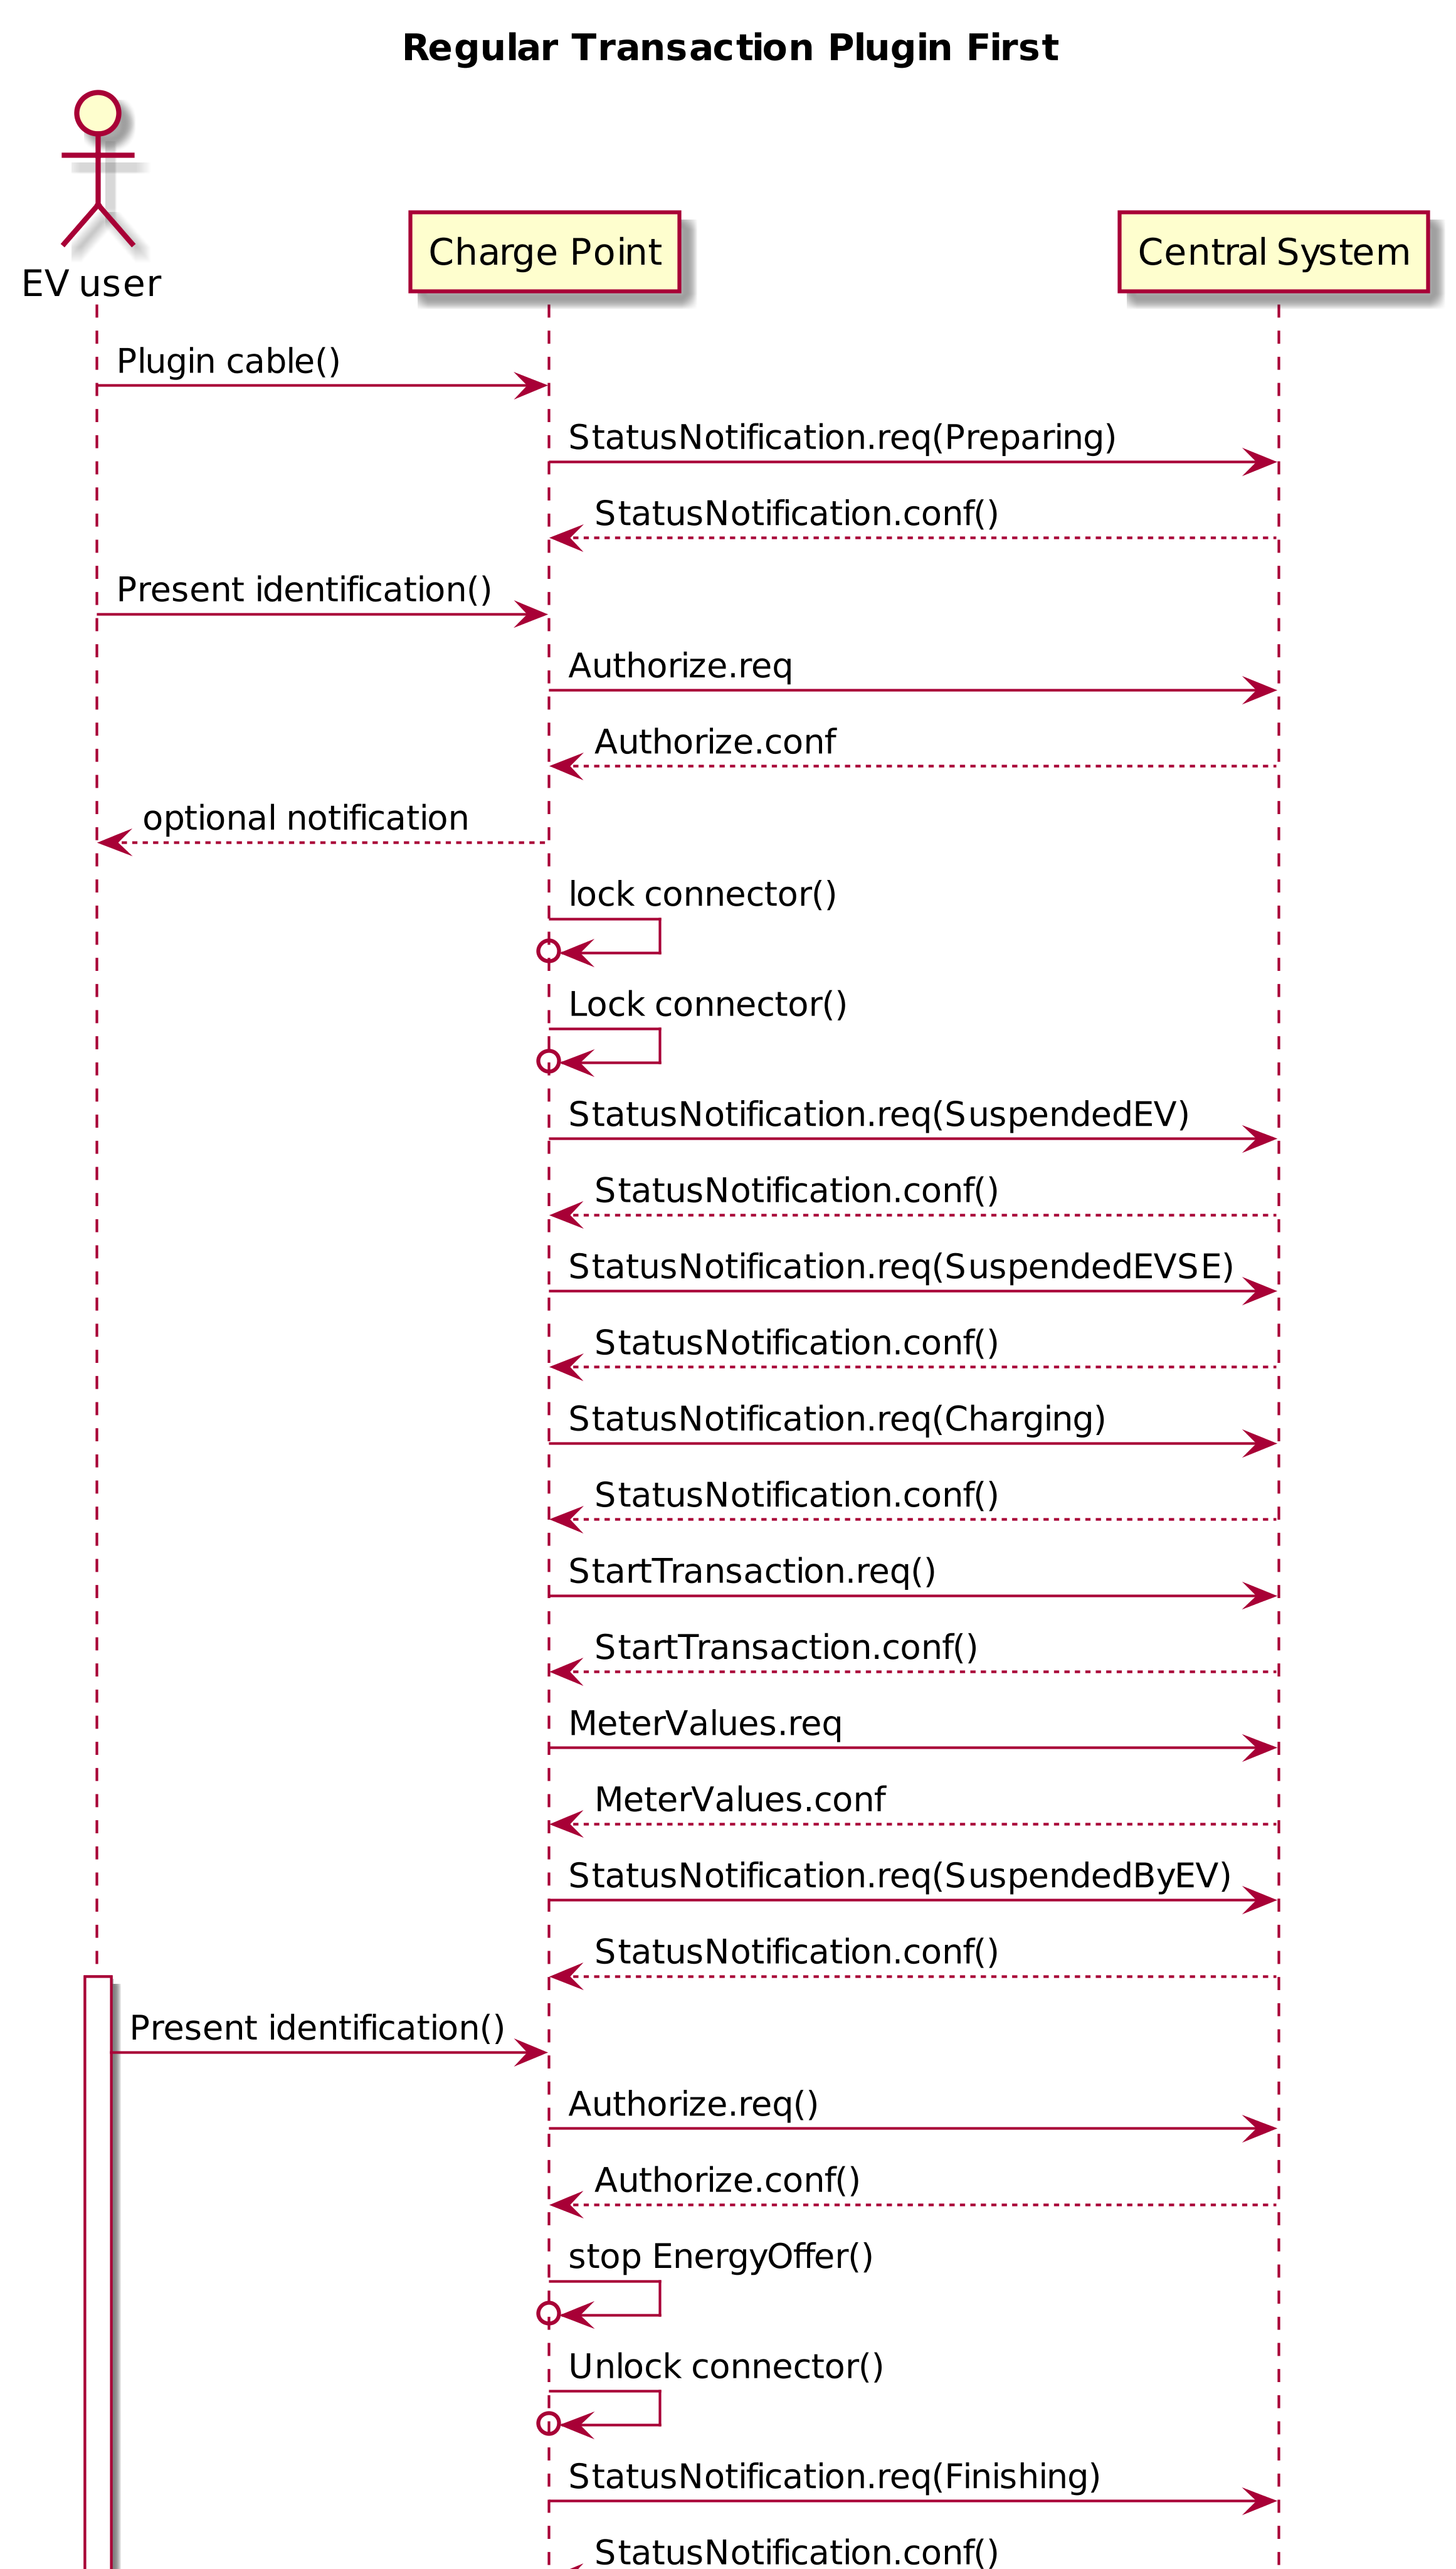 Regular Transaction Plugin First
EV user
Charge Point
Central System
Plugin cable()
StatusNotification.req(Preparing)
StatusNotification.conf()
Present identification()
Authorize.req
Authorize.conf
optional notification
lock connector()
Lock connector()
StatusNotification.req(SuspendedEV)
StatusNotification.conf()
StatusNotification.req(SuspendedEVSE)
StatusNotification.conf()
StatusNotification.req(Charging)
StatusNotification.conf()
StartTransaction.req()
StartTransaction.conf()
MeterValues.req
MeterValues.conf
StatusNotification.req(SuspendedByEV)
StatusNotification.conf()
Present identification()
Authorize.req()
Authorize.conf()
stop EnergyOffer()
Unlock connector()
StatusNotification.req(Finishing)
StatusNotification.conf()